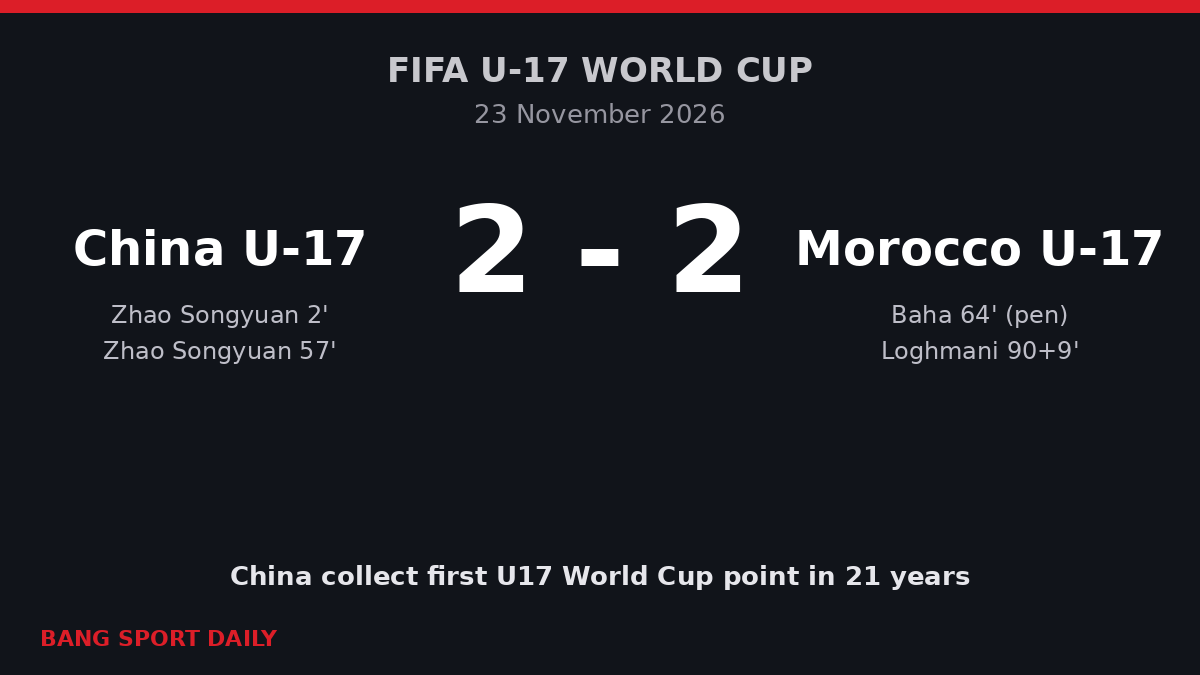 FIFA U-17 WORLD CUP
23 November 2026
China U-17
2 - 2
Morocco U-17
Zhao Songyuan 2'
Zhao Songyuan 57'
Baha 64' (pen)
Loghmani 90+9'
China collect first U17 World Cup point in 21 years
BANG SPORT DAILY